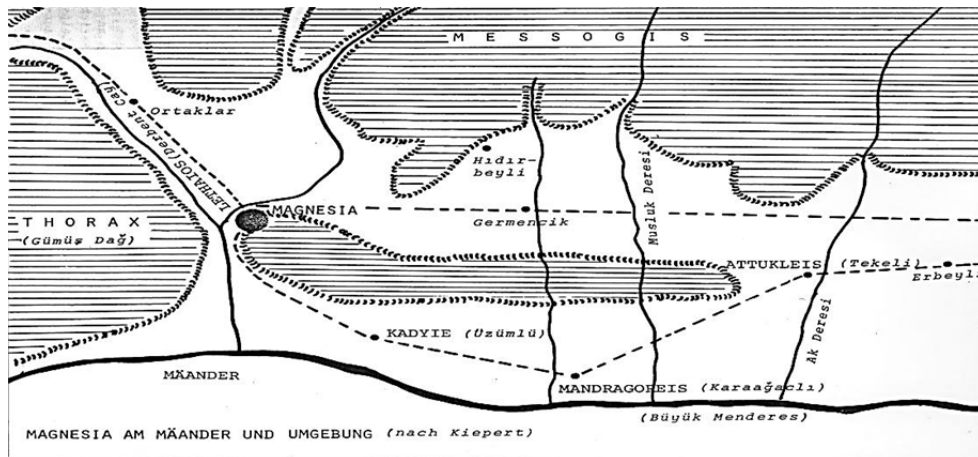 MESSOGIS
Ortaklar
LETHAIOS (Derbent Çay)
Hıdır-
beyli
Musluk Deresi
MAGNESIA
THORAX
(Gümüş Dağ)
Germencik
ATTUKLEIS (Tekeli)
Erbeyli
Ak Deresi
KADYIE (Üzümlü)
MÄANDER
MANDRAGOREIS (Karaağaçlı)
(Büyük Menderes)
MAGNESIA AM MÄANDER UND UMGEBUNG (nach Kiepert)